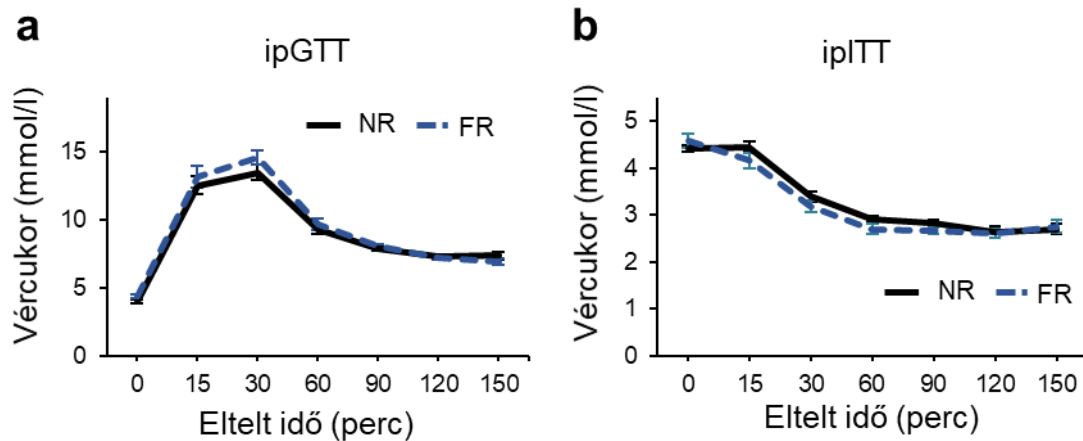 a
ipGTT
Vércukor (mmol/l)
15
10
5
0
NR FR
0 15 30 60 90 120 150
Eltelt idő (perc)
b
ipITT
Vércukor (mmol/l)
5
4
3
2
1
0
NR FR
0 15 30 60 90 120 150
Eltelt idő (perc)